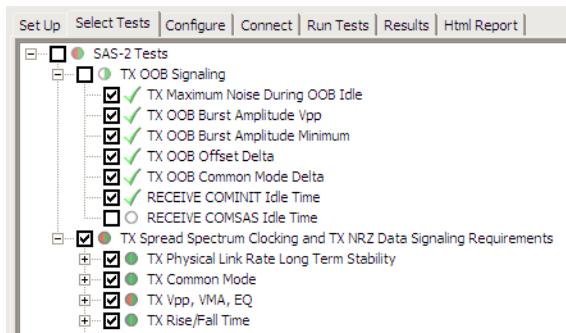 Set Up Select Tests Configure Connect Run Tests Results Html Report
SAS-2 Tests
TX OOB Signaling
TX Maximum Noise During OOB Idle
TX OOB Burst Amplitude Vpp
TX OOB Burst Amplitude Minimum
TX OOB Offset Delta
TX OOB Common Mode Delta
RECEIVE COMINIT Idle Time
RECEIVE COMSAS Idle Time
TX Spread Spectrum Clocking and TX NRZ Data Signaling Requirements
TX Physical Link Rate Long Term Stability
TX Common Mode
TX Vpp, VMA, EQ
TX Rise/Fall Time